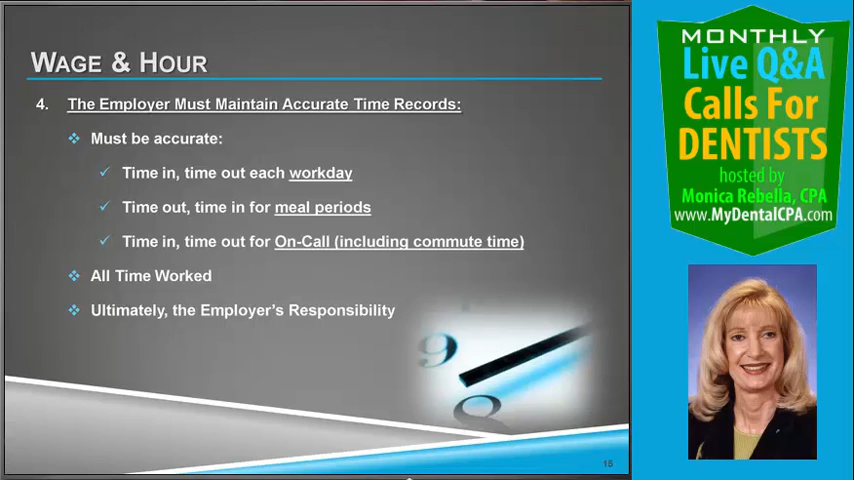 WAGE & HOUR
4. The Employer Must Maintain Accurate Time Records:
Must be accurate:
Time in, time out each workday
Time out, time in for meal periods
Time in, time out for On-Call (including commute time)
All Time Worked
Ultimately, the Employer's Responsibility
9
8
15
MONTHLY
Live Q&A
Calls For
DENTISTS
hosted by
Monica Rebella, CPA
www.MyDentalCPA.com